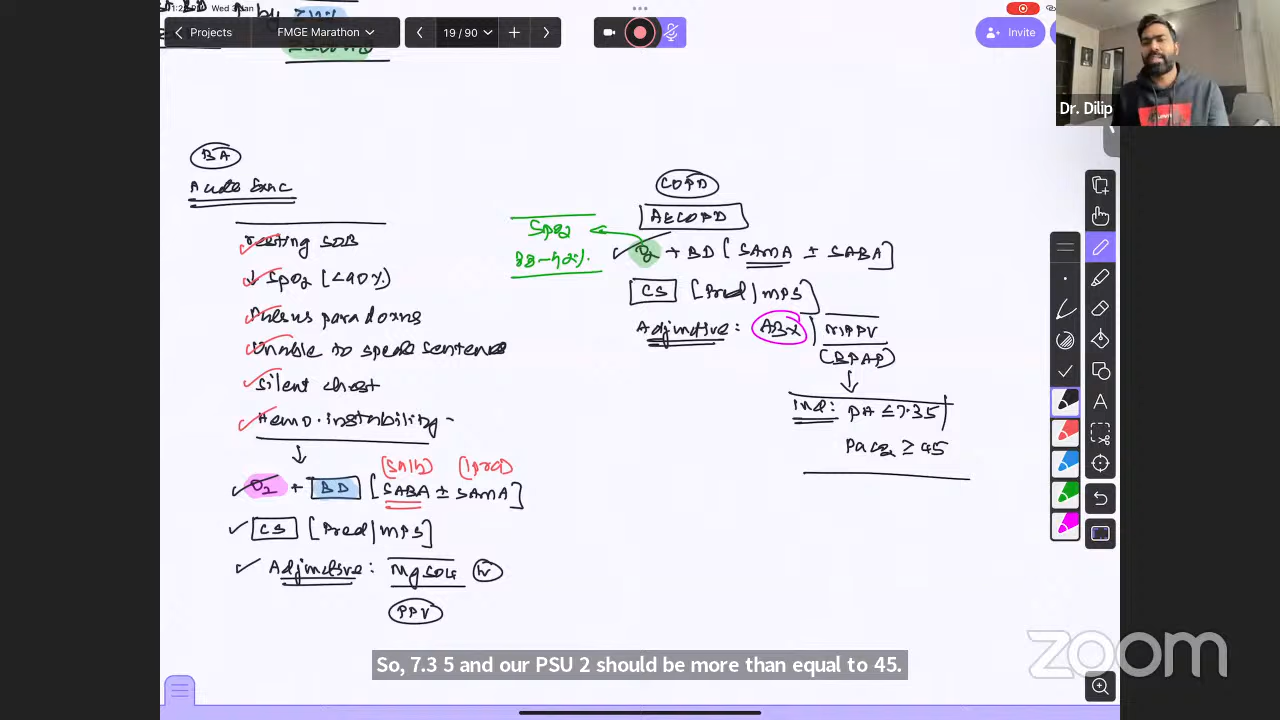 Projects
FMGE Marathon
19 / 90
Invite
Dr. Dilip
BA
Acute Exac
resting SOB
↓ SpO2 [<90%]
Pulsus paradoxus
Unable to speak sentence
Silent chest
Hemo. instability -
↓
(Salb) (Ipra)
O2 + BD [SABA ± SAMA]
CS [Pred|MPS]
Adjunctive: MgSO4 IV
PPV
COPD
AECOPD
SpO2
88-92%.
O2 + BD [SAMA ± SABA]
CS [Pred|MPS]
Adjunctive: ABx | NIPPV
(BPAP)
↓
Ind: PH ≤ 7.35
PaCO2 ≥ 45
So, 7.3 5 and our PSU 2 should be more than equal to 45.
zoom